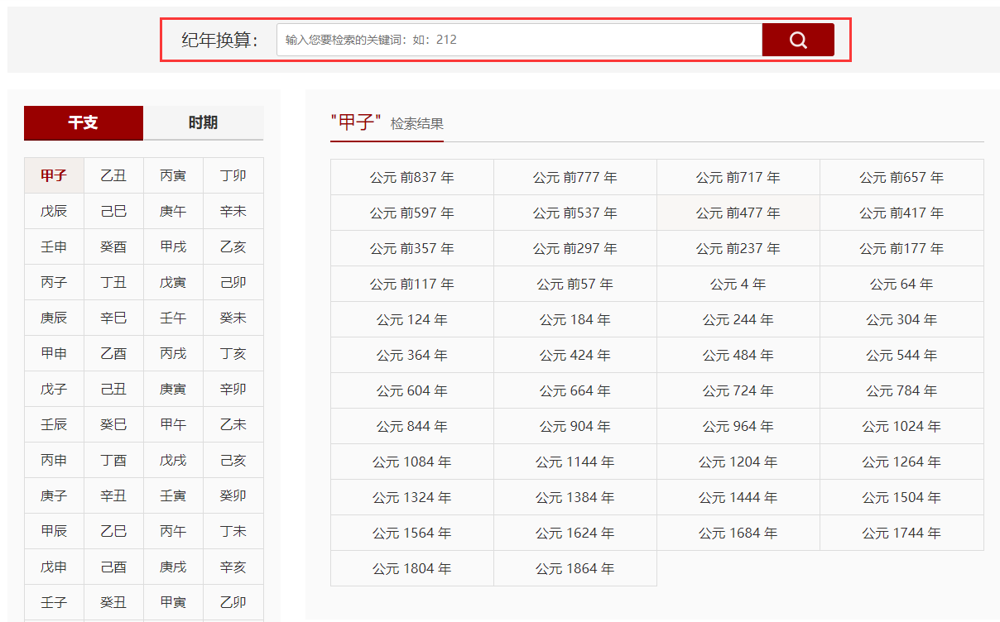 纪年换算： 输入您要检索的关键词：如：212
干支 时期
甲子 乙丑 丙寅 丁卯
戊辰 己巳 庚午 辛未
壬申 癸酉 甲戌 乙亥
丙子 丁丑 戊寅 己卯
庚辰 辛巳 壬午 癸未
甲申 乙酉 丙戌 丁亥
戊子 己丑 庚寅 辛卯
壬辰 癸巳 甲午 乙未
丙申 丁酉 戊戌 己亥
庚子 辛丑 壬寅 癸卯
甲辰 乙巳 丙午 丁未
戊申 己酉 庚戌 辛亥
壬子 癸丑 甲寅 乙卯
"甲子" 检索结果
公元 前837 年 公元 前777 年 公元 前717 年 公元 前657 年
公元 前597 年 公元 前537 年 公元 前477 年 公元 前417 年
公元 前357 年 公元 前297 年 公元 前237 年 公元 前177 年
公元 前117 年 公元 前57 年 公元 4 年 公元 64 年
公元 124 年 公元 184 年 公元 244 年 公元 304 年
公元 364 年 公元 424 年 公元 484 年 公元 544 年
公元 604 年 公元 664 年 公元 724 年 公元 784 年
公元 844 年 公元 904 年 公元 964 年 公元 1024 年
公元 1084 年 公元 1144 年 公元 1204 年 公元 1264 年
公元 1324 年 公元 1384 年 公元 1444 年 公元 1504 年
公元 1564 年 公元 1624 年 公元 1684 年 公元 1744 年
公元 1804 年 公元 1864 年